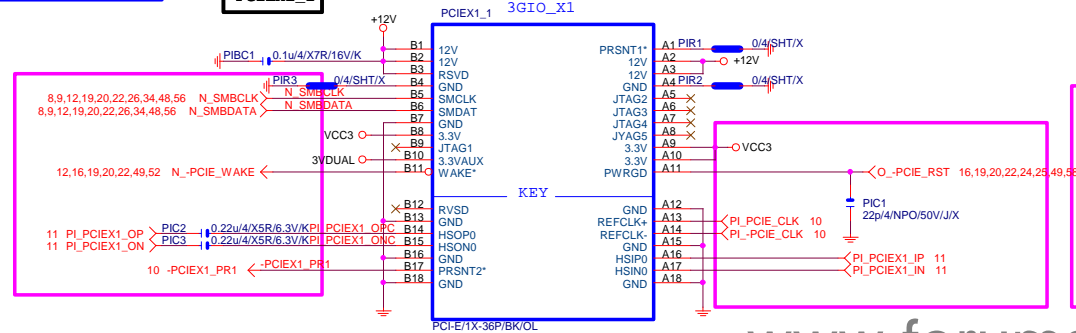 3GIO_X1
PCIEX1_1
+12V
B1 12V PRSNT1* A1 PIR1 0/4/SHT/X
PIBC1 0.1u/4/X7R/16V/K B2 12V 12V A2 +12V
B3 RSVD 12V A3
PIR3 0/4/SHT/X B4 GND GND A4 PIR2 0/4/SHT/X
8,9,12,19,20,22,26,34,48,56 N_SMBCLK N_SMBCLK B5 SMCLK JTAG2 A5
8,9,12,19,20,22,26,34,48,56 N_SMBDATA N_SMBDATA B6 SMDAT JTAG3 A6
B7 GND JTAG4 A7
VCC3 B8 3.3V JYAG5 A8
B9 JTAG1 3.3V A9 VCC3
3VDUAL B10 3.3VAUX 3.3V A10
12,16,19,20,22,49,52 N_-PCIE_WAKE B11 WAKE* PWRGD A11 O_-PCIE_RST 16,19,20,22,24,25,49,58
KEY
PIC1
22p/4/NPO/50V/J/X
B12 RVSD GND A12
B13 GND REFCLK+ A13 PI_PCIE_CLK 10
11 PI_PCIEX1_OP PIC2 0.22u/4/X5R/6.3V/K PI_PCIEX1_OPC B14 HSOP0 REFCLK- A14 PI_-PCIE_CLK 10
11 PI_PCIEX1_ON PIC3 0.22u/4/X5R/6.3V/K PI_PCIEX1_ONC B15 HSON0 GND A15
B16 GND HSIP0 A16 PI_PCIEX1_IP 11
10 -PCIEX1_PR1 -PCIEX1_PR1 B17 PRSNT2* HSIN0 A17 PI_PCIEX1_IN 11
B18 GND GND A18
PCI-E/1X-36P/BK/OL